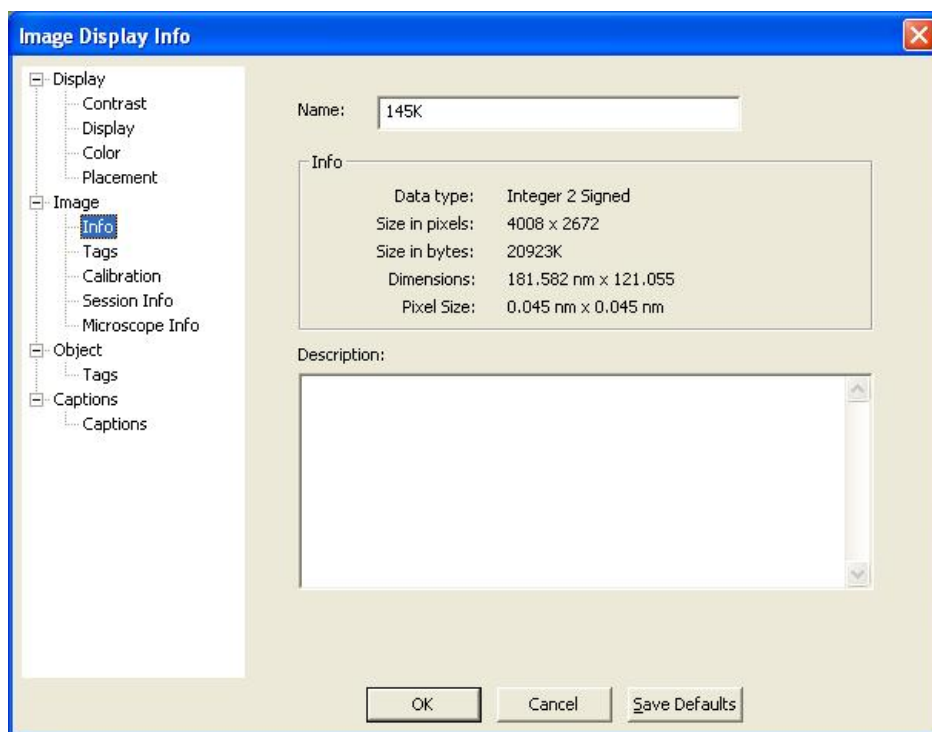 Image Display Info
Display
Contrast
Display
Color
Placement
Image
Info
Tags
Calibration
Session Info
Microscope Info
Object
Tags
Captions
Captions
Name: 145K
Info
Data type: Integer 2 Signed
Size in pixels: 4008 x 2672
Size in bytes: 20923K
Dimensions: 181.582 nm x 121.055
Pixel Size: 0.045 nm x 0.045 nm
Description:
OK Cancel Save Defaults